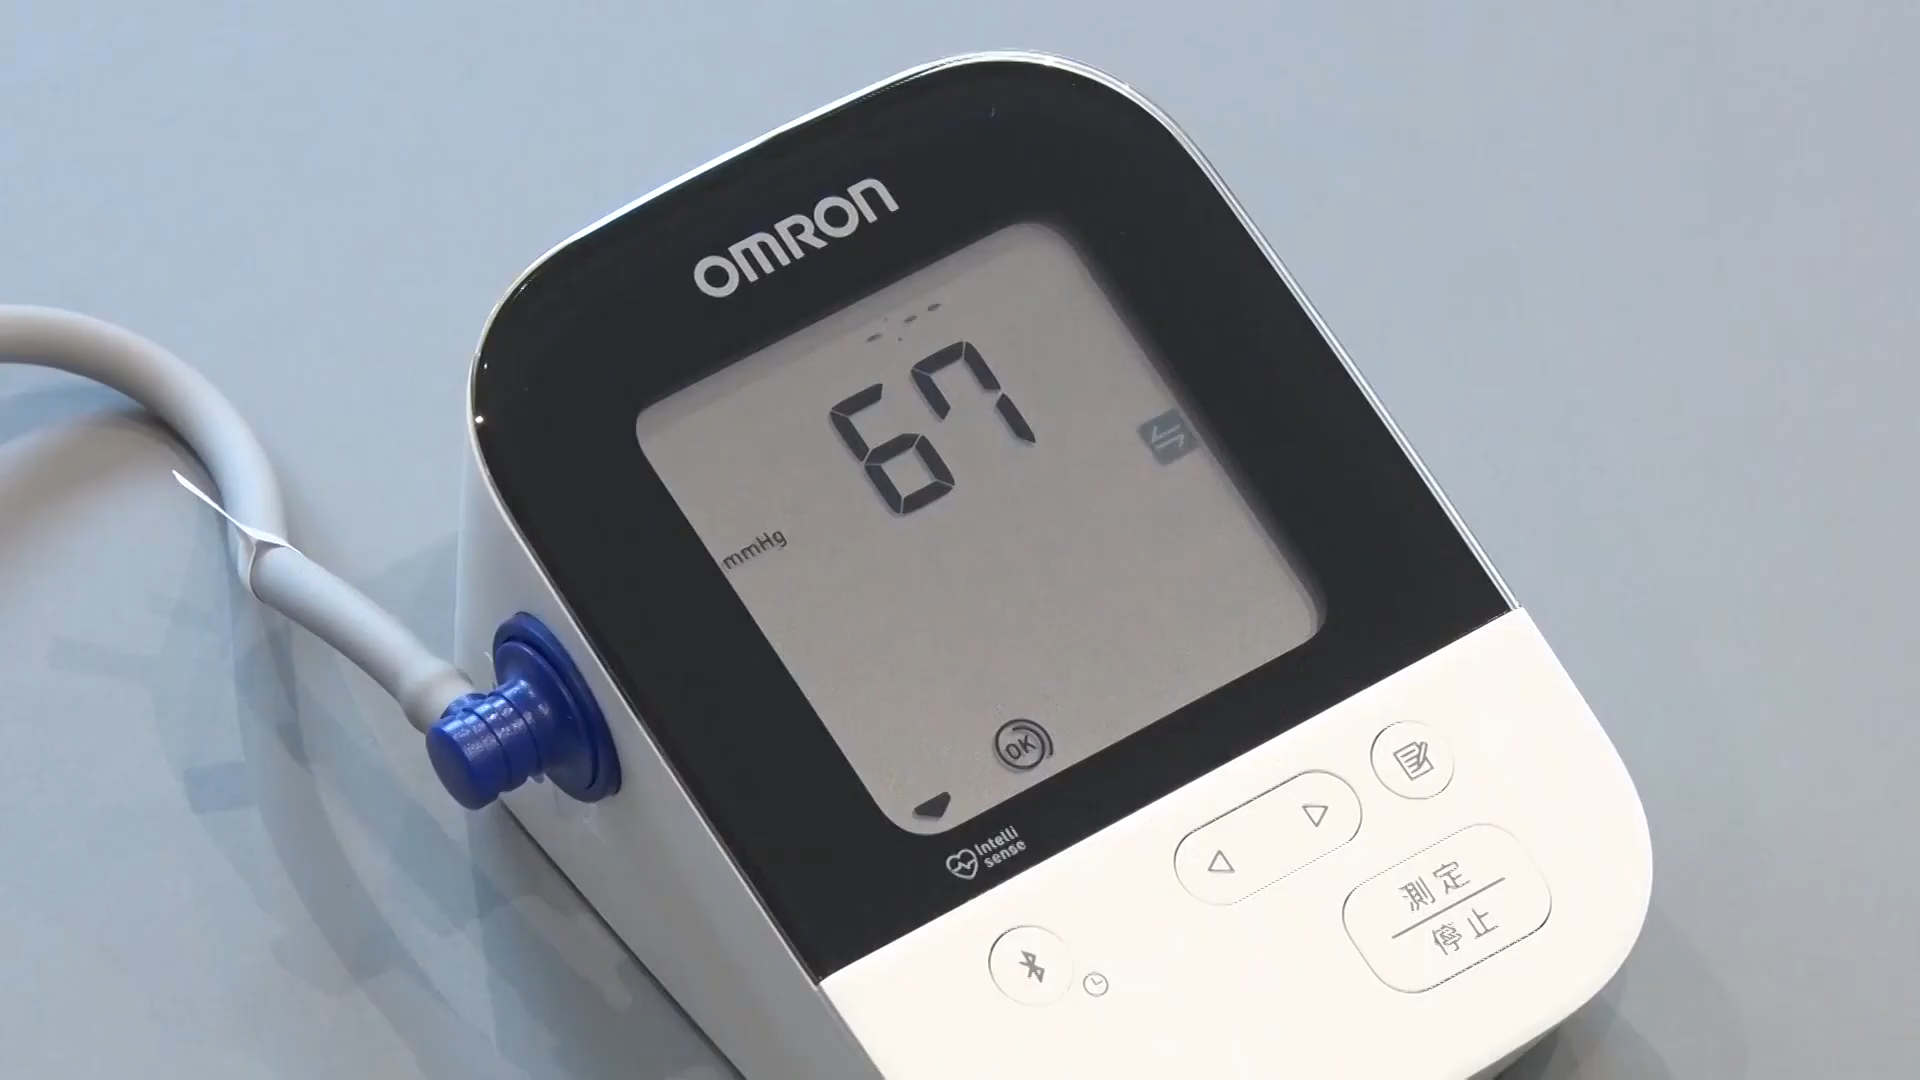 OMRON
67
mmHg
OK
intelli
sense
測定
停止